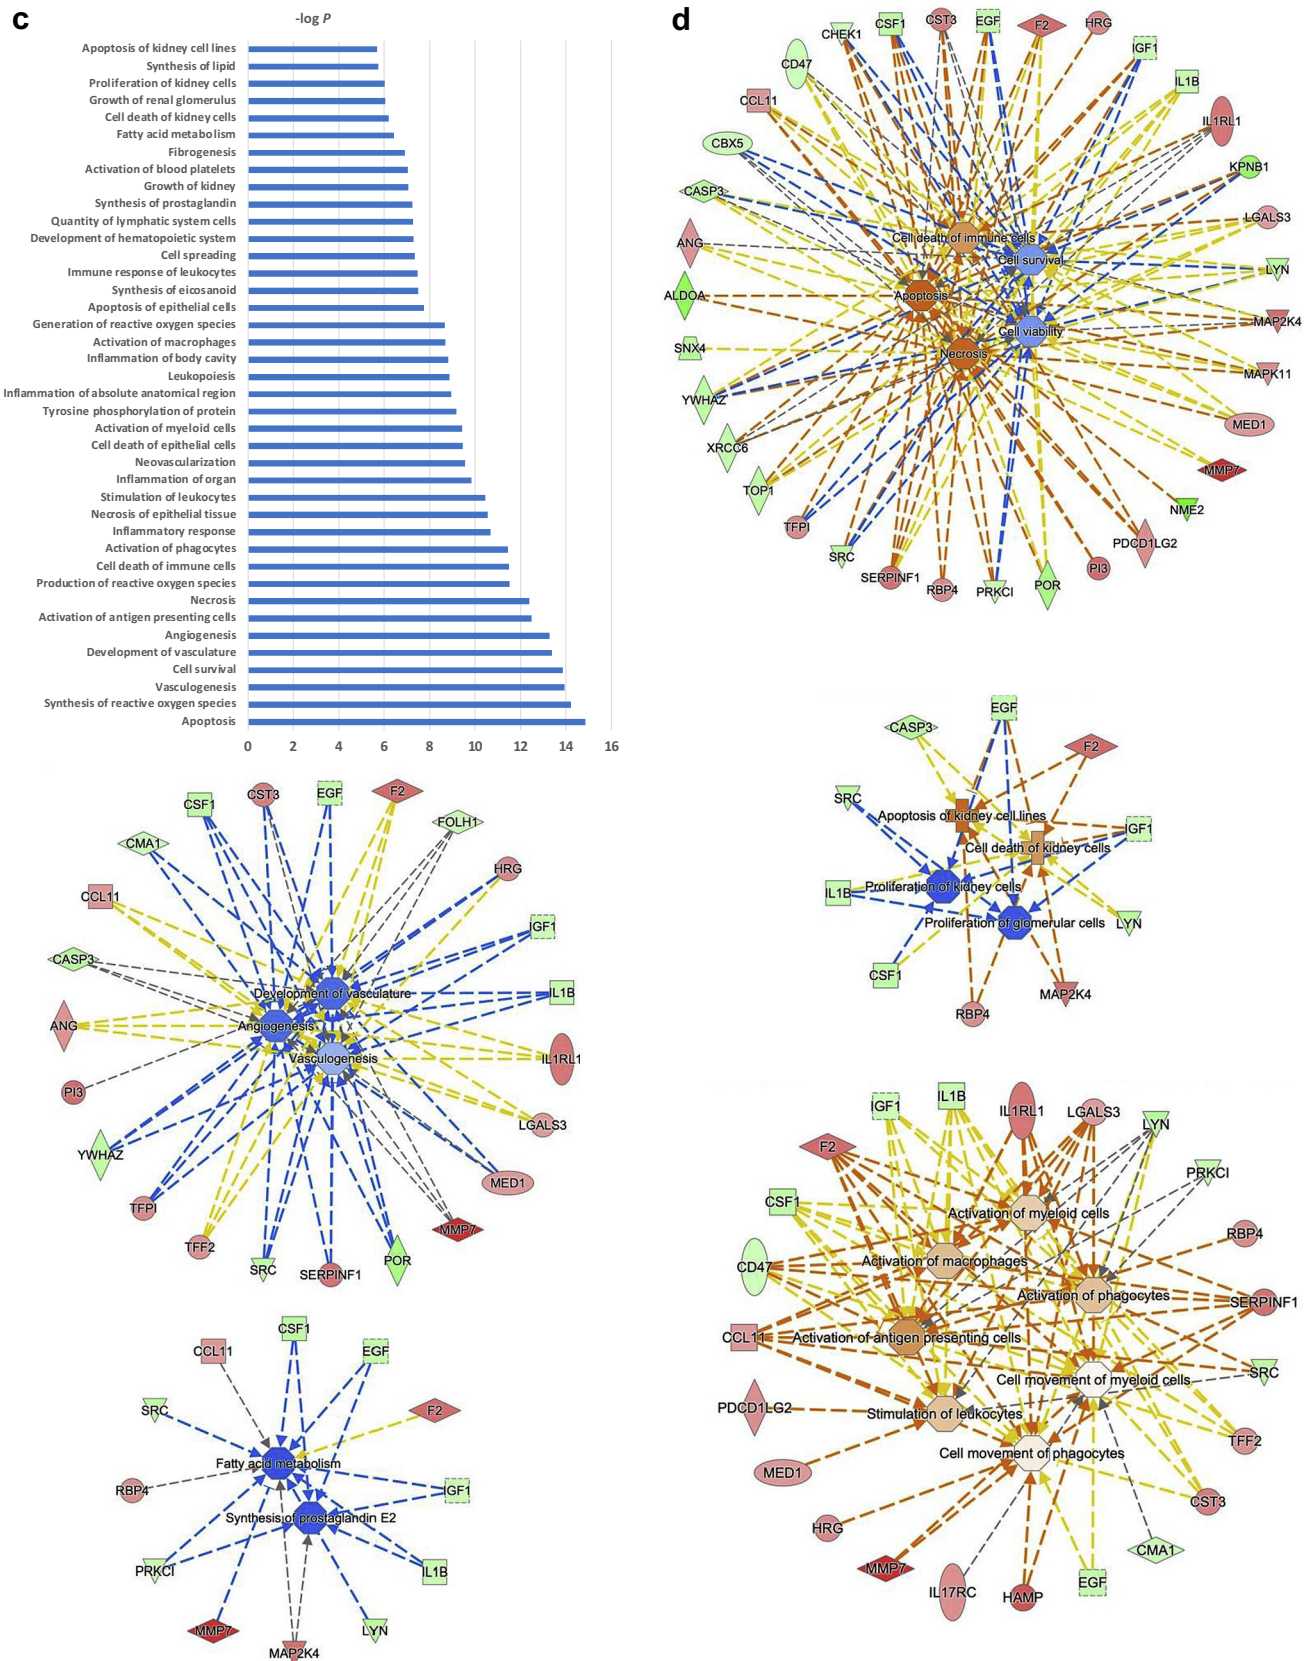 c
-log P
Apoptosis of kidney cell lines
Synthesis of lipid
Proliferation of kidney cells
Growth of renal glomerulus
Cell death of kidney cells
Fatty acid metabolism
Fibrogenesis
Activation of blood platelets
Growth of kidney
Synthesis of prostaglandin
Quantity of lymphatic system cells
Development of hematopoietic system
Cell spreading
Immune response of leukocytes
Synthesis of eicosanoid
Apoptosis of epithelial cells
Generation of reactive oxygen species
Activation of macrophages
Inflammation of body cavity
Leukopoiesis
Inflammation of absolute anatomical region
Tyrosine phosphorylation of protein
Activation of myeloid cells
Cell death of epithelial cells
Neovascularization
Inflammation of organ
Stimulation of leukocytes
Necrosis of epithelial tissue
Inflammatory response
Activation of phagocytes
Cell death of immune cells
Production of reactive oxygen species
Necrosis
Activation of antigen presenting cells
Angiogenesis
Development of vasculature
Cell survival
Vasculogenesis
Synthesis of reactive oxygen species
Apoptosis
0 2 4 6 8 10 12 14 16
d
CHEK1
CSF1
CST3
EGF
F2
HRG
IGF1
CD47
IL1B
CCL11
IL1RL1
CBX5
KPNB1
CASP3
LGALS3
ANG
Cell death of immune cells
Cell survival
LYN
ALDOA
Apoptosis
MAP2K4
Cell viability
SNX4
Necrosis
MAPK11
YWHAZ
MED1
XRCC6
MMP7
TOP1
NME2
TFPI
PDCD1LG2
SRC
PI3
SERPINF1
RBP4
PRKCI
POR
EGF
CASP3
F2
SRC
Apoptosis of kidney cell lines
IGF1
Cell death of kidney cells
IL1B
Proliferation of kidney cells
Proliferation of glomerular cells
LYN
CSF1
MAP2K4
RBP4
CST3
EGF
F2
CSF1
FOLH1
CMA1
HRG
CCL11
IGF1
CASP3
Development of vasculature
IL1B
ANG
Angiogenesis
Vasculogenesis
IL1RL1
PI3
LGALS3
YWHAZ
MED1
TFPI
MMP7
TFF2
SRC
SERPINF1
POR
IGF1
IL1B
IL1RL1
LGALS3
LYN
F2
PRKCI
CSF1
Activation of myeloid cells
RBP4
CD47
Activation of macrophages
Activation of phagocytes
SERPINF1
CCL11
Activation of antigen presenting cells
SRC
Cell movement of myeloid cells
PDCD1LG2
Stimulation of leukocytes
TFF2
Cell movement of phagocytes
MED1
CST3
HRG
CMA1
MMP7
IL17RC
HAMP
EGF
CSF1
CCL11
EGF
SRC
F2
Fatty acid metabolism
RBP4
IGF1
Synthesis of prostaglandin E2
PRKCI
IL1B
MMP7
LYN
MAP2K4